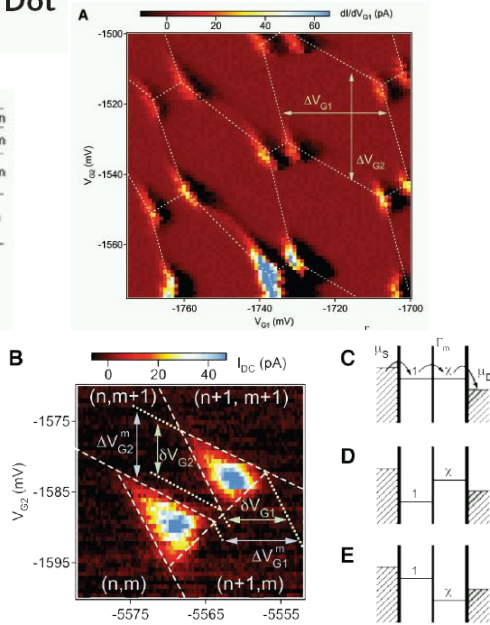 Dot
A
0 20 40 60
dI/dV_G1 (pA)
-1500
-1520
-1540
-1560
V_G2 (mV)
ΔV_G1
ΔV_G2
-1760 -1740 -1720 -1700
V_G1 (mV)
B
0 20 40
I_DC (pA)
(n,m+1)
(n+1, m+1)
(n,m)
(n+1,m)
ΔV^m_G2
δV_G2
δV_G1
ΔV^m_G1
-1575
-1585
-1595
V_G2 (mV)
-5575 -5565 -5555
C
μ_S
1
Γ_m
χ
μ_D
D
1
χ
E
1
χ